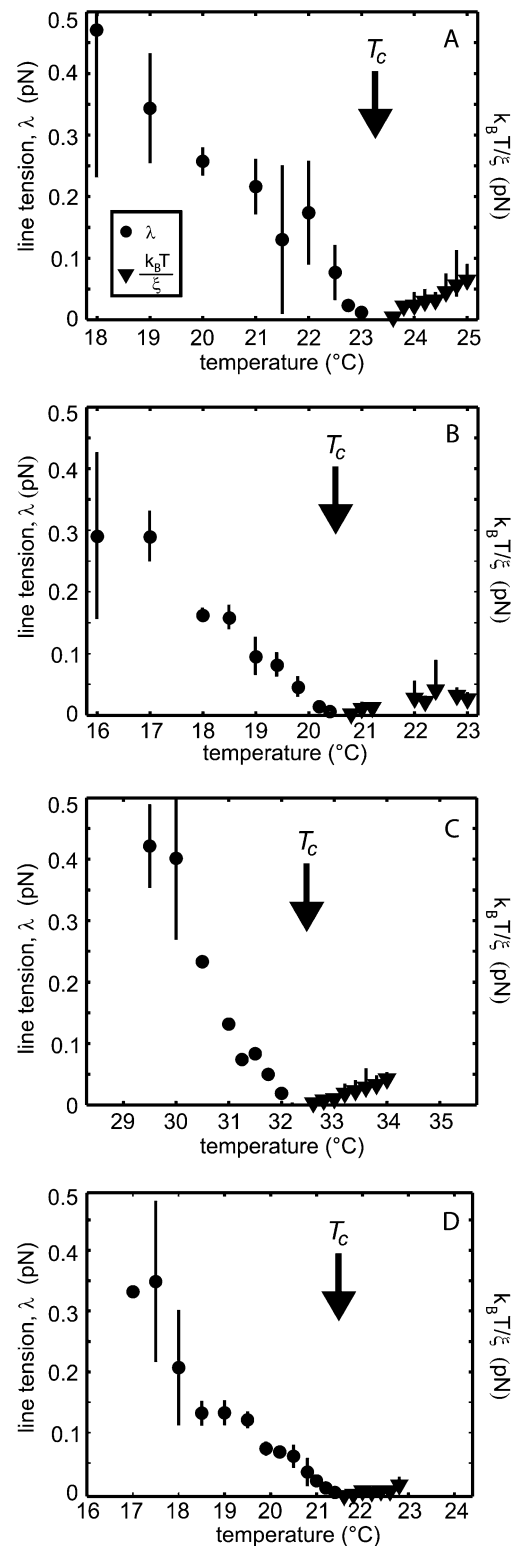 A
T_c
0.5
0.4
0.3
0.2
0.1
0
line tension, λ (pN)
k_BT/ξ (pN)
λ
k_BT
ξ
18 19 20 21 22 23 24 25
temperature (°C)
B
T_c
0.5
0.4
0.3
0.2
0.1
0
line tension, λ (pN)
k_BT/ξ (pN)
16 17 18 19 20 21 22 23
temperature (°C)
C
T_c
0.5
0.4
0.3
0.2
0.1
0
line tension, λ (pN)
k_BT/ξ (pN)
29 30 31 32 33 34 35
temperature (°C)
D
T_c
0.5
0.4
0.3
0.2
0.1
0
line tension, λ (pN)
k_BT/ξ (pN)
16 17 18 19 20 21 22 23 24
temperature (°C)